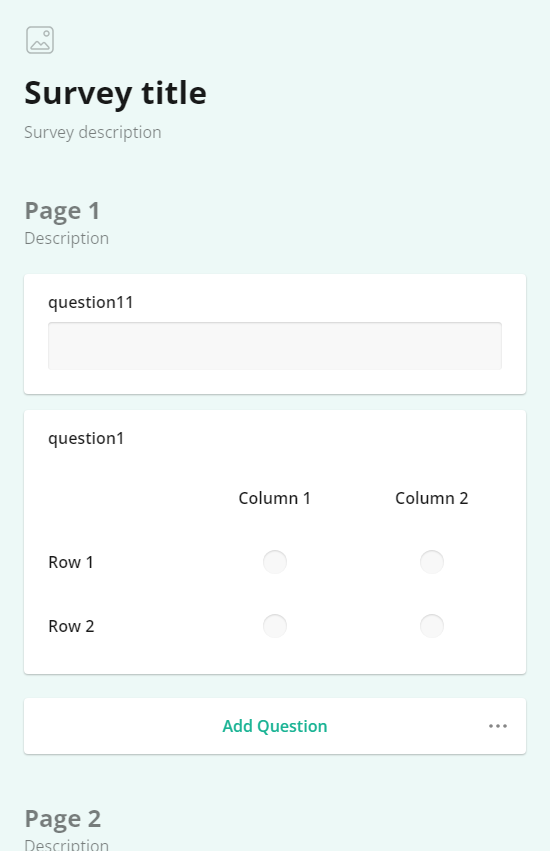 Survey title
Survey description
Page 1
Description
question11
question1
Column 1 Column 2
Row 1
Row 2
Add Question
Page 2
Description